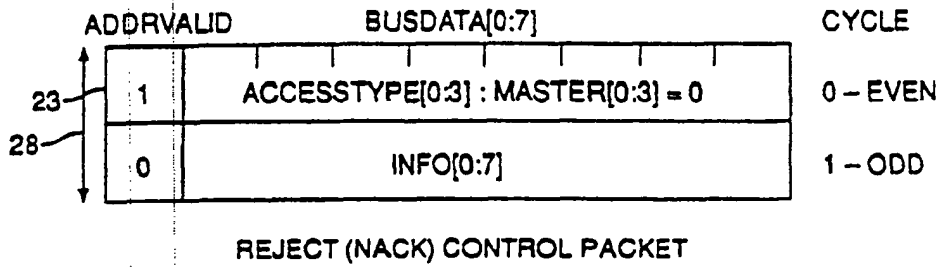 ADDRVALID BUSDATA[0:7] CYCLE
23 1 ACCESSTYPE[0:3] : MASTER[0:3] = 0 0 – EVEN
28 0 INFO[0:7] 1 – ODD
REJECT (NACK) CONTROL PACKET